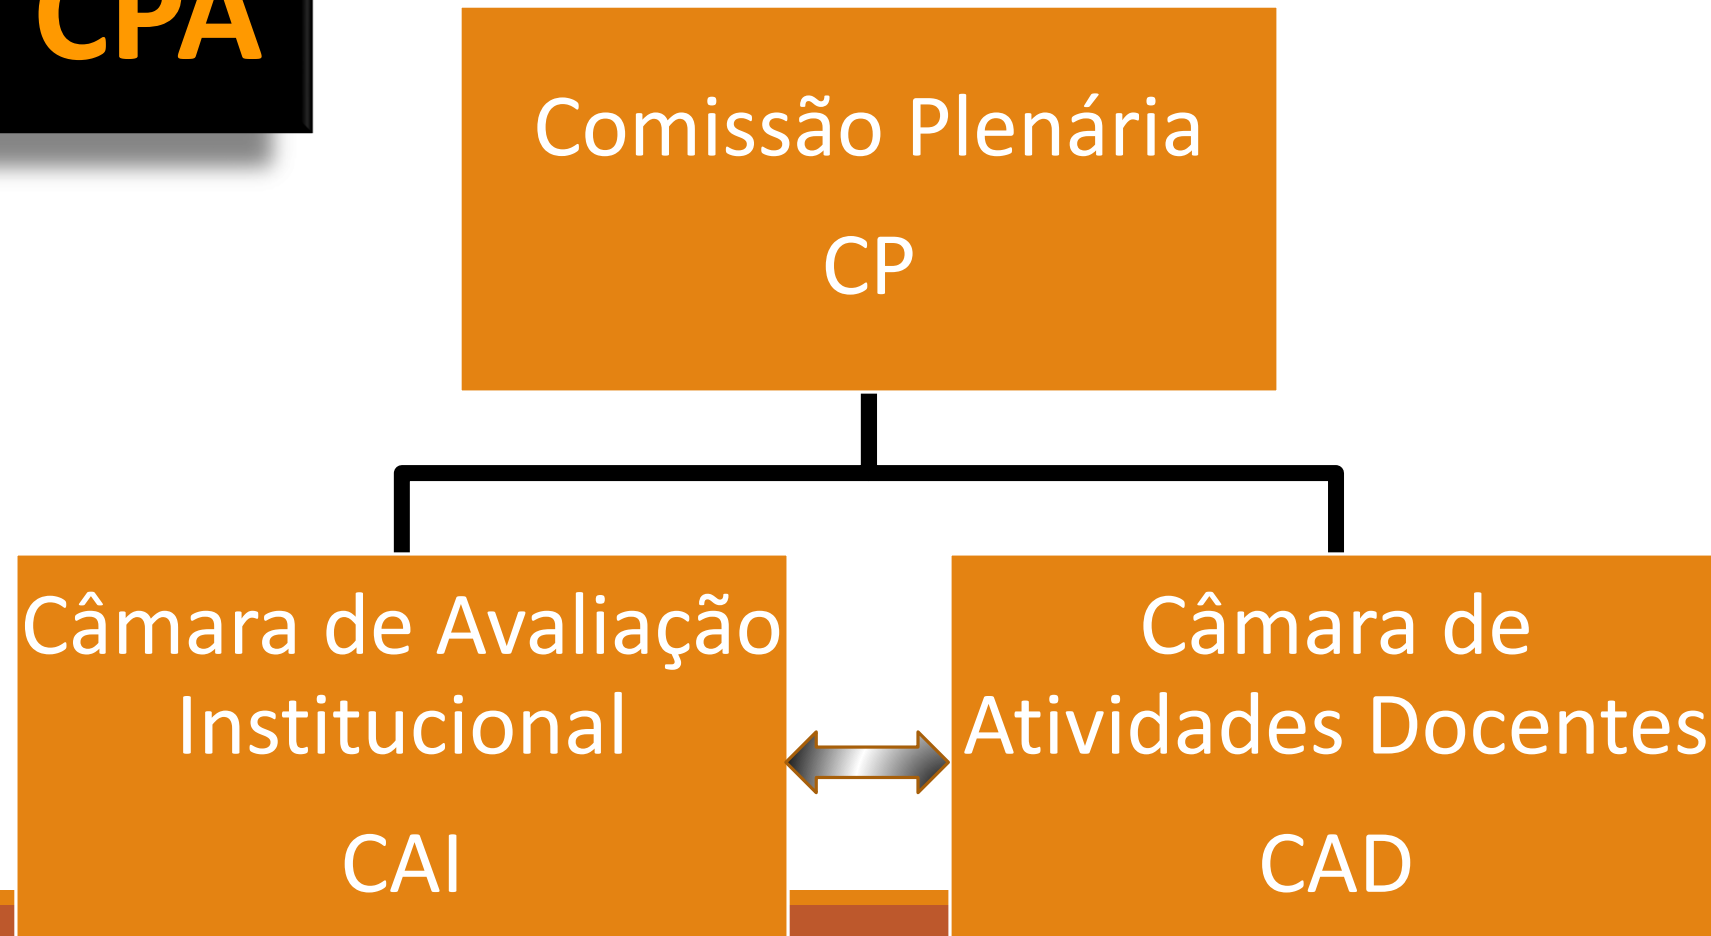 CPA
Comissão Plenária
CP
Câmara de Avaliação
Institucional
CAI
Câmara de
Atividades Docentes
CAD